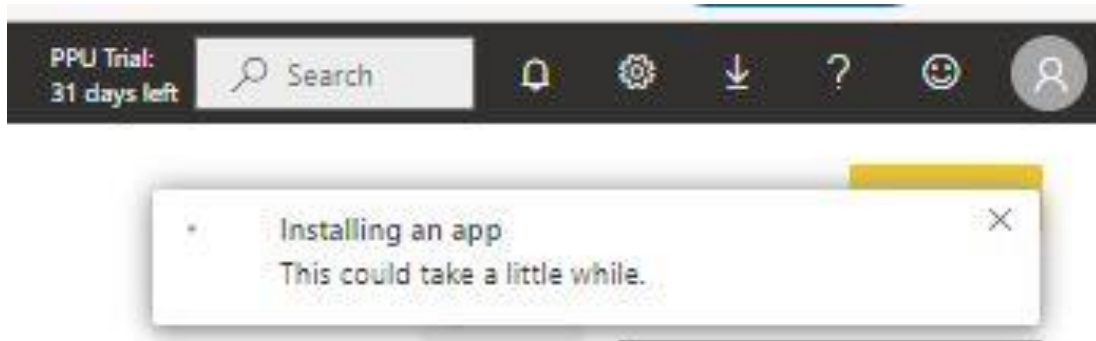 PPU Trial:
31 days left
Search
?
Installing an app
This could take a little while.